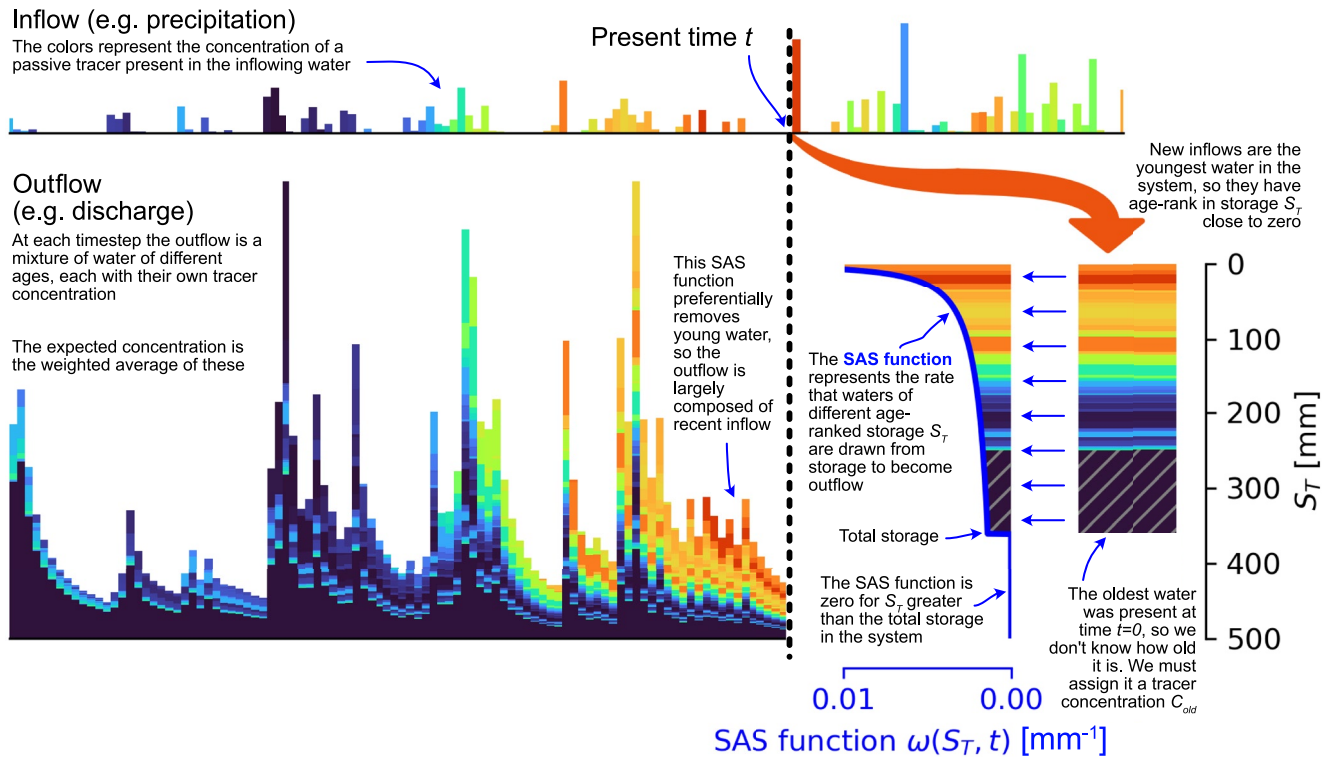 Inflow (e.g. precipitation)
The colors represent the concentration of a
passive tracer present in the inflowing water
Present time t
New inflows are the
youngest water in the
system, so they have
age-rank in storage S_T
close to zero
Outflow
(e.g. discharge)
At each timestep the outflow is a
mixture of water of different
ages, each with their own tracer
concentration
The expected concentration is
the weighted average of these
This SAS
function
preferentially
removes
young water,
so the
outflow is
largely
composed of
recent inflow
The SAS function
represents the rate
that waters of
different age-
ranked storage S_T
are drawn from
storage to become
outflow
Total storage
The SAS function is
zero for S_T greater
than the total storage
in the system
The oldest water
was present at
time t=0, so we
don't know how old
it is. We must
assign it a tracer
concentration C_old
0
100
200
300
400
500
S_T [mm]
0.01
0.00
SAS function ω(S_T, t) [mm⁻¹]